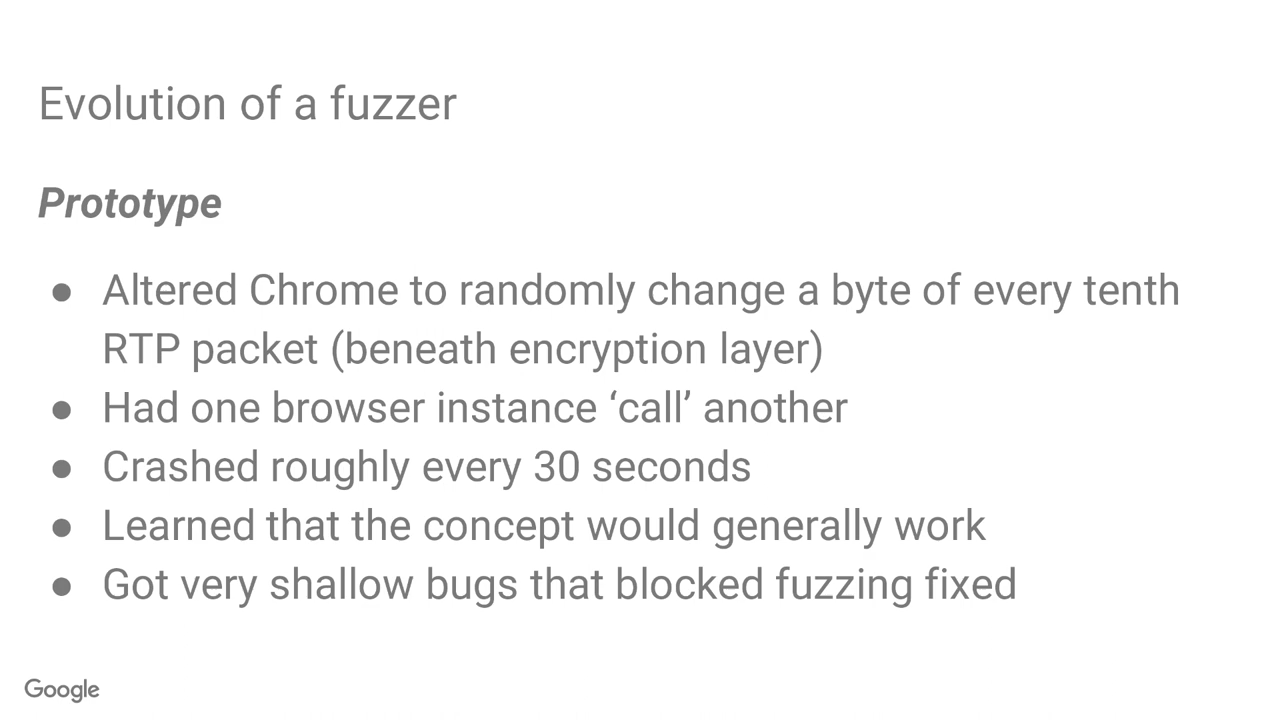 Evolution of a fuzzer
Prototype
● Altered Chrome to randomly change a byte of every tenth
RTP packet (beneath encryption layer)
● Had one browser instance ‘call’ another
● Crashed roughly every 30 seconds
● Learned that the concept would generally work
● Got very shallow bugs that blocked fuzzing fixed
Google